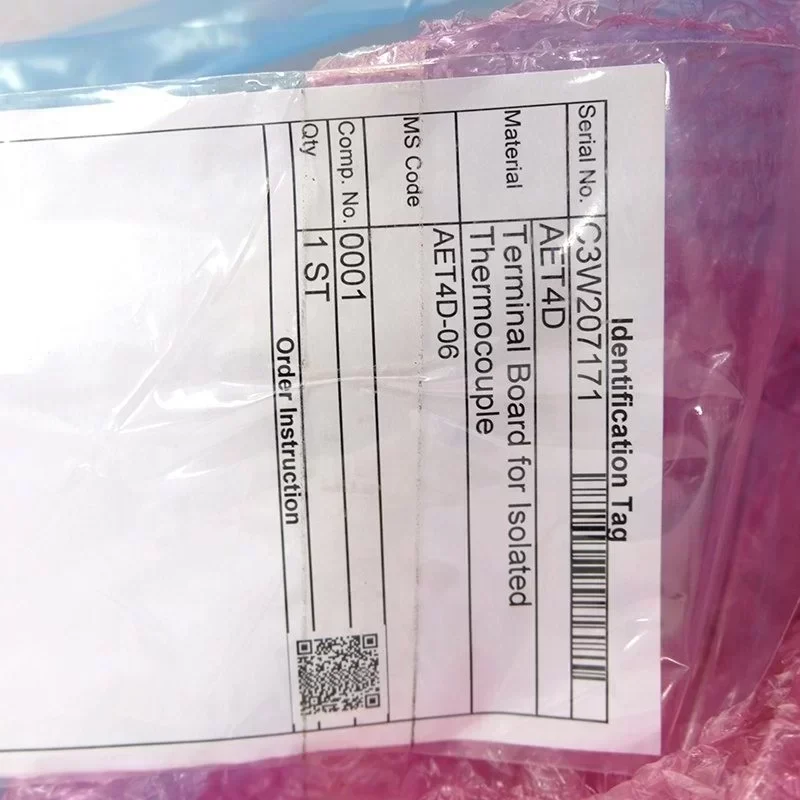 Identification Tag
Serial No. C3W207171
Material AET4D
Terminal Board for Isolated
Thermocouple
MS Code AET4D-06
Comp. No. 0001
Qty 1 ST
Order Instruction